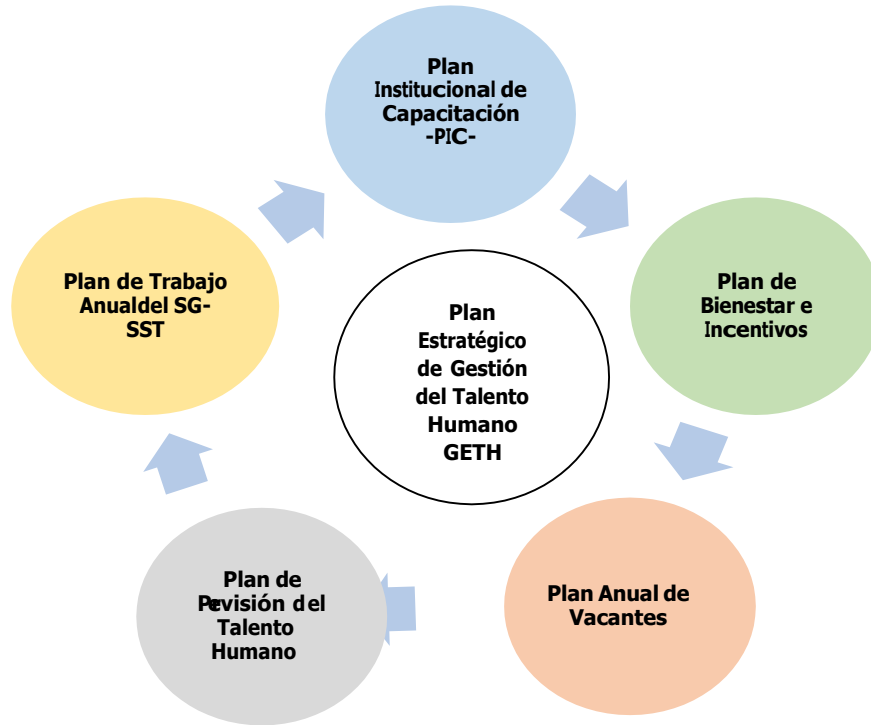 Plan
Institucional de
Capacitación
-PIC-
Plan de
Bienestar e
Incentivos
Plan Anual de
Vacantes
Plan de
Previsión del
Talento
Humano
Plan de Trabajo
Anualdel SG-
SST
Plan
Estratégico
de Gestión
del Talento
Humano
GETH